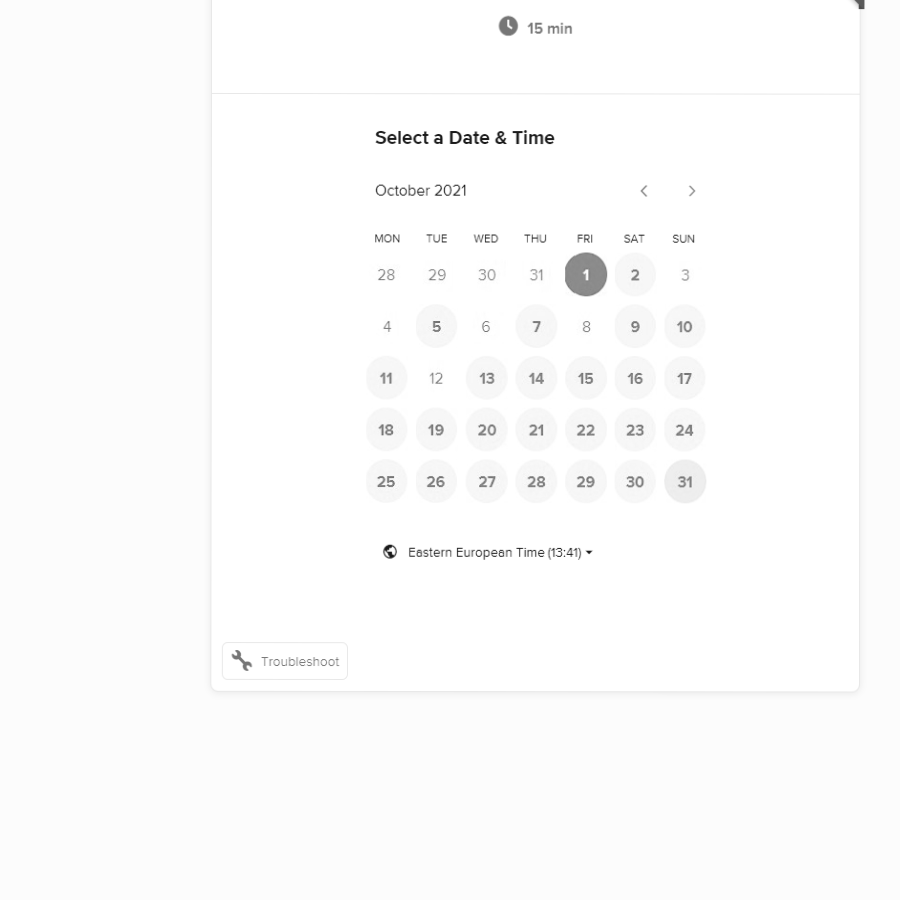 15 min
Select a Date & Time
October 2021
MON TUE WED THU FRI SAT SUN
28 29 30 31 1 2 3
4 5 6 7 8 9 10
11 12 13 14 15 16 17
18 19 20 21 22 23 24
25 26 27 28 29 30 31
Eastern European Time (13:41)
Troubleshoot